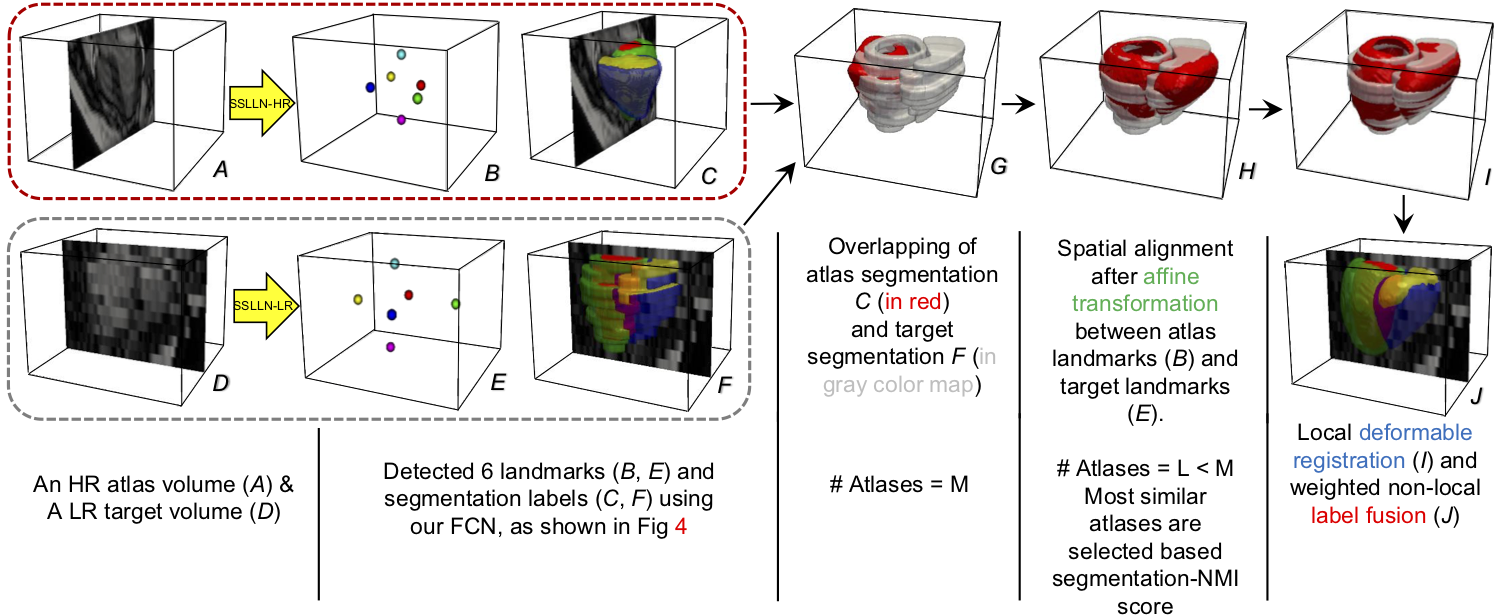 SSLLN-HR
A
B
C
G
H
I
SSLLN-LR
D
E
F
J
An HR atlas volume (A) &
A LR target volume (D)
Detected 6 landmarks (B, E) and
segmentation labels (C, F) using
our FCN, as shown in Fig 4
Overlapping of
atlas segmentation
C (in red)
and target
segmentation F (in
gray color map)
# Atlases = M
Spatial alignment
after affine
transformation
between atlas
landmarks (B) and
target landmarks
(E).
# Atlases = L < M
Most similar
atlases are
selected based
segmentation-NMI
score
Local deformable
registration (I) and
weighted non-local
label fusion (J)